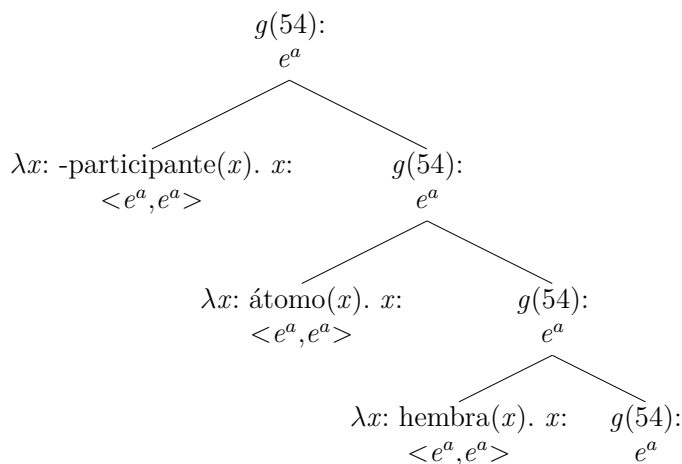 g(54):
e^a
λx: -participante(x). x: g(54):
<e^a,e^a> e^a
λx: átomo(x). x: g(54):
<e^a,e^a> e^a
λx: hembra(x). x: g(54):
<e^a,e^a> e^a